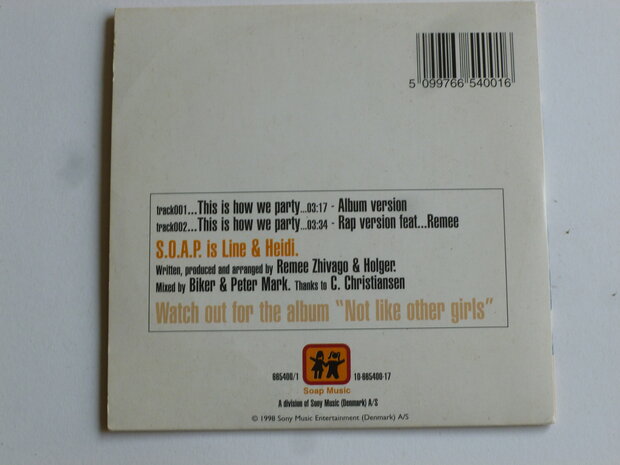 5 099766 540016
track001...This is how we party...03:17 - Album version
track002...This is how we party...03:34 - Rap version feat...Remee
S.O.A.P. is Line & Heidi.
Written, produced and arranged by Remee Zhivago & Holger.
Mixed by Biker & Peter Mark. Thanks to C. Christiansen
Watch out for the album "Not like other girls"
665400/1 10-665400-17
Soap Music
A division of Sony Music (Denmark) A/S
© 1998 Sony Music Entertainment (Denmark) A/S